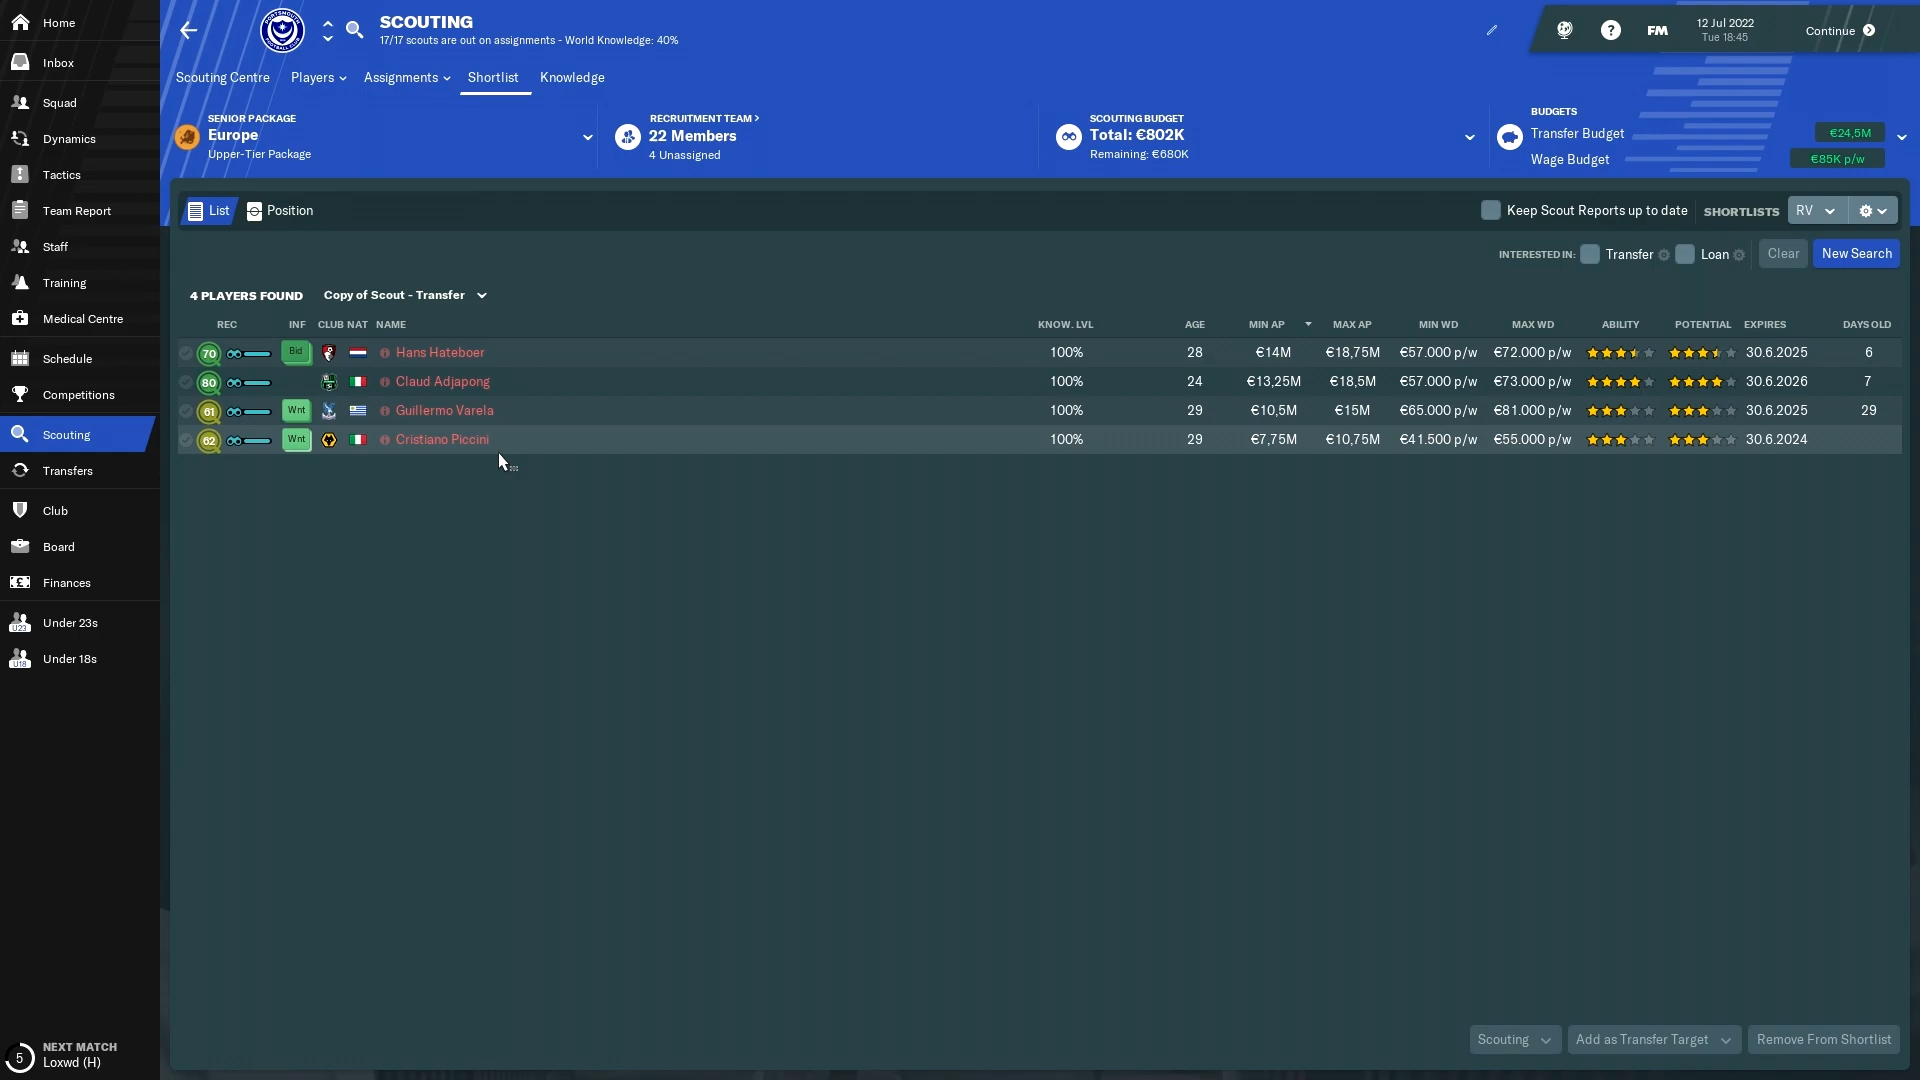 Home
Inbox
Squad
Dynamics
Tactics
Team Report
Staff
Training
Medical Centre
Schedule
Competitions
Scouting
Transfers
Club
Board
Finances
U23 Under 23s
U18 Under 18s
5 NEXT MATCH
Loxwd (H)
SCOUTING
17/17 scouts are out on assignments - World Knowledge: 40%
FM
12 Jul 2022
Tue 18:45
Continue
Scouting Centre Players Assignments Shortlist Knowledge
SENIOR PACKAGE
Europe
Upper-Tier Package
RECRUITMENT TEAM >
22 Members
4 Unassigned
SCOUTING BUDGET
Total: €802K
Remaining: €680K
BUDGETS
Transfer Budget €24,5M
Wage Budget €85K p/w
List Position Keep Scout Reports up to date SHORTLISTS RV
INTERESTED IN: Transfer Loan Clear New Search
4 PLAYERS FOUND Copy of Scout - Transfer
REC INF CLUB NAT NAME KNOW. LVL AGE MIN AP MAX AP MIN WD MAX WD ABILITY POTENTIAL EXPIRES DAYS OLD
70 Bid Hans Hateboer 100% 28 €14M €18,75M €57.000 p/w €72.000 p/w 30.6.2025 6
80 Claud Adjapong 100% 24 €13,25M €18,5M €57.000 p/w €73.000 p/w 30.6.2026 7
61 Wnt Guillermo Varela 100% 29 €10,5M €15M €65.000 p/w €81.000 p/w 30.6.2025 29
62 Wnt Cristiano Piccini 100% 29 €7,75M €10,75M €41.500 p/w €55.000 p/w 30.6.2024
Scouting Add as Transfer Target Remove From Shortlist